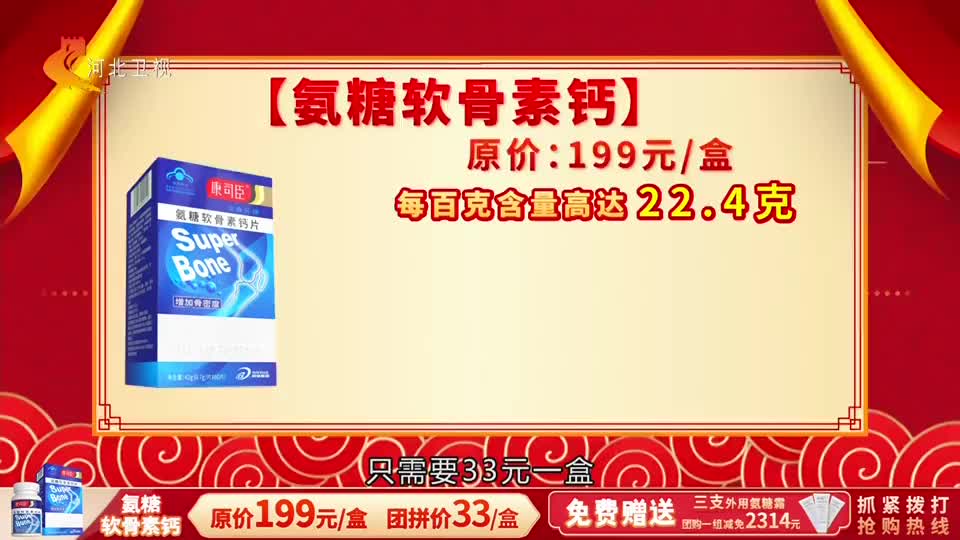 河北卫视
【氨糖软骨素钙】
原价：199元/盒
每百克含量高达 22.4克
康司臣
氨糖软骨素钙片
Super
Bone
增加骨密度
只需要33元一盒
氨糖
软骨素钙
原价199元/盒 团拼价33/盒
免费赠送
三支外用氨糖霜
团购一组减免2314元
抓紧拨打
抢购热线